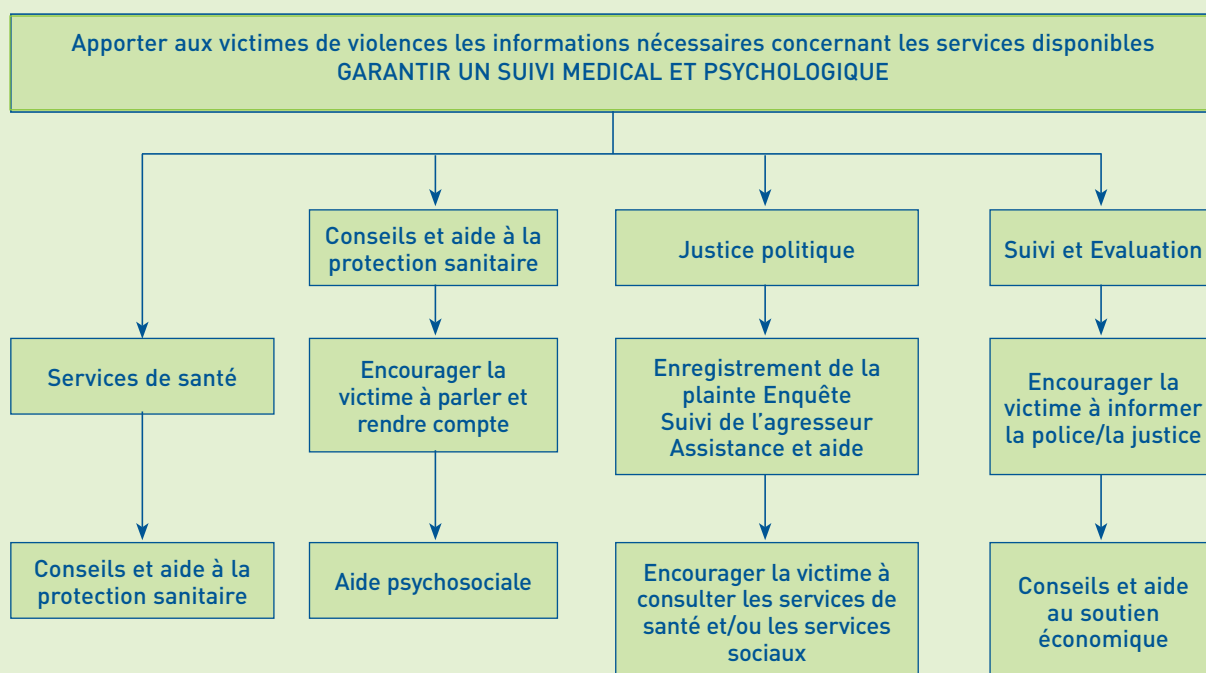 Apporter aux victimes de violences les informations nécessaires concernant les services disponibles
GARANTIR UN SUIVI MEDICAL ET PSYCHOLOGIQUE
Conseils et aide à la
protection sanitaire
Justice politique
Suivi et Evaluation
Services de santé
Encourager la
victime à parler et
rendre compte
Enregistrement de la
plainte Enquête
Suivi de l’agresseur
Assistance et aide
Encourager la
victime à informer
la police/la justice
Conseils et aide à la
protection sanitaire
Aide psychosociale
Encourager la victime à
consulter les services de
santé et/ou les services
sociaux
Conseils et aide
au soutien
économique